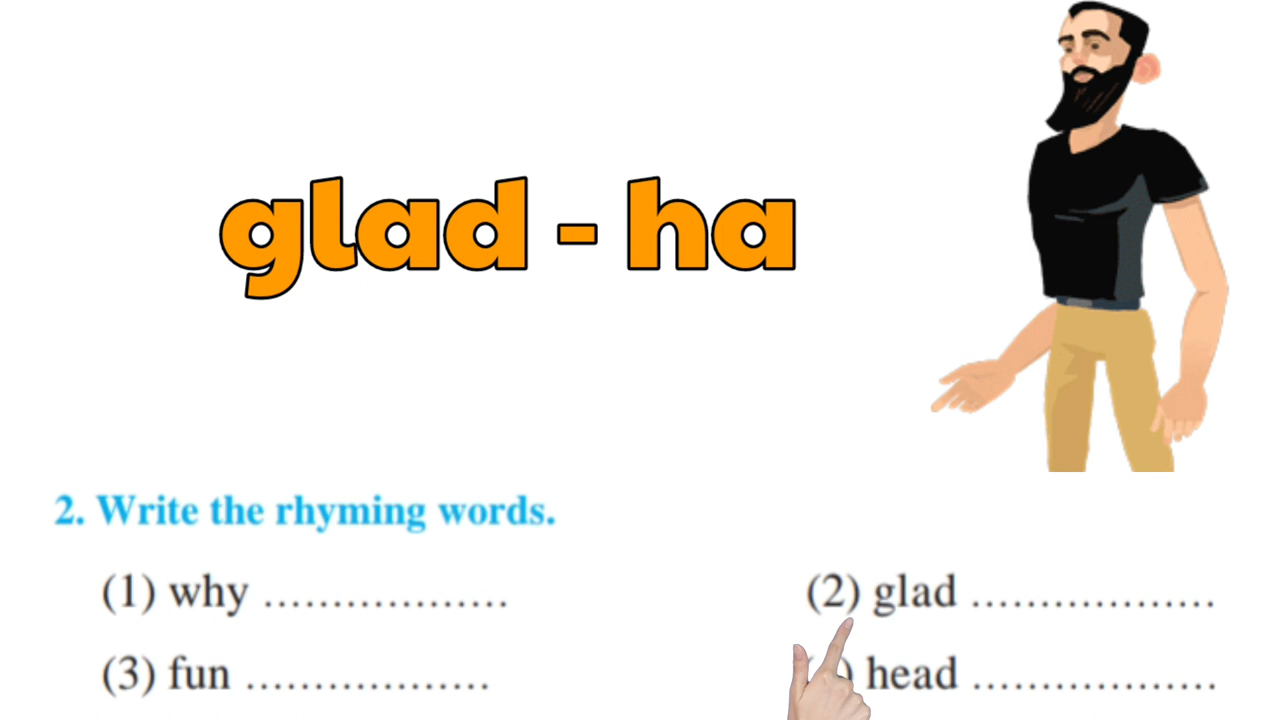 glad - ha
2. Write the rhyming words.
(1) why ..................
(2) glad ..................
(3) fun ..................
) head ..................